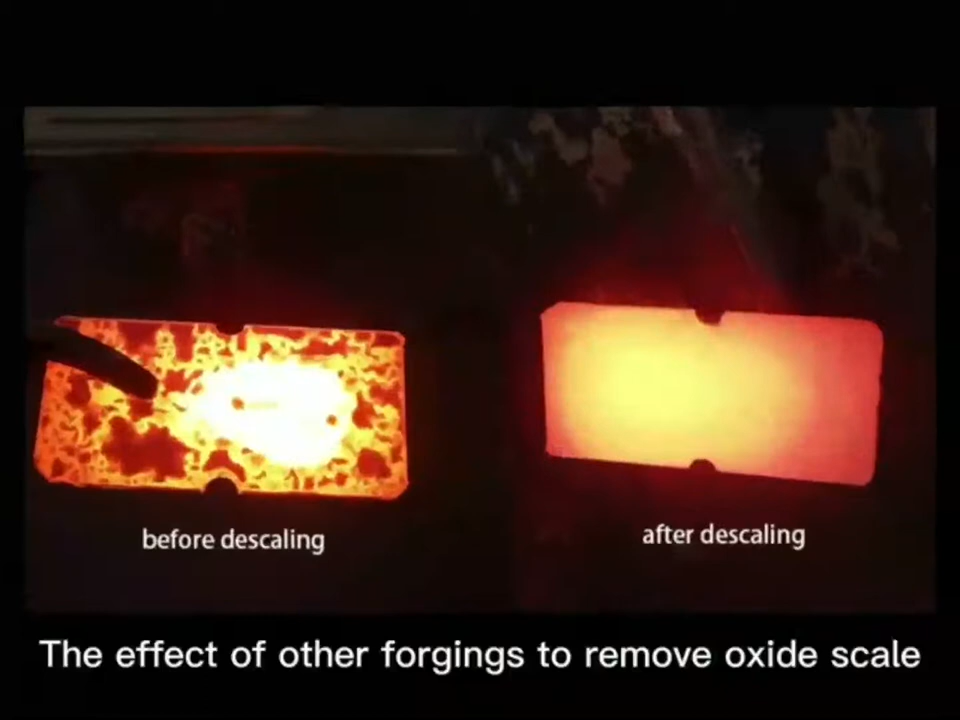 before descaling
after descaling
The effect of other forgings to remove oxide scale